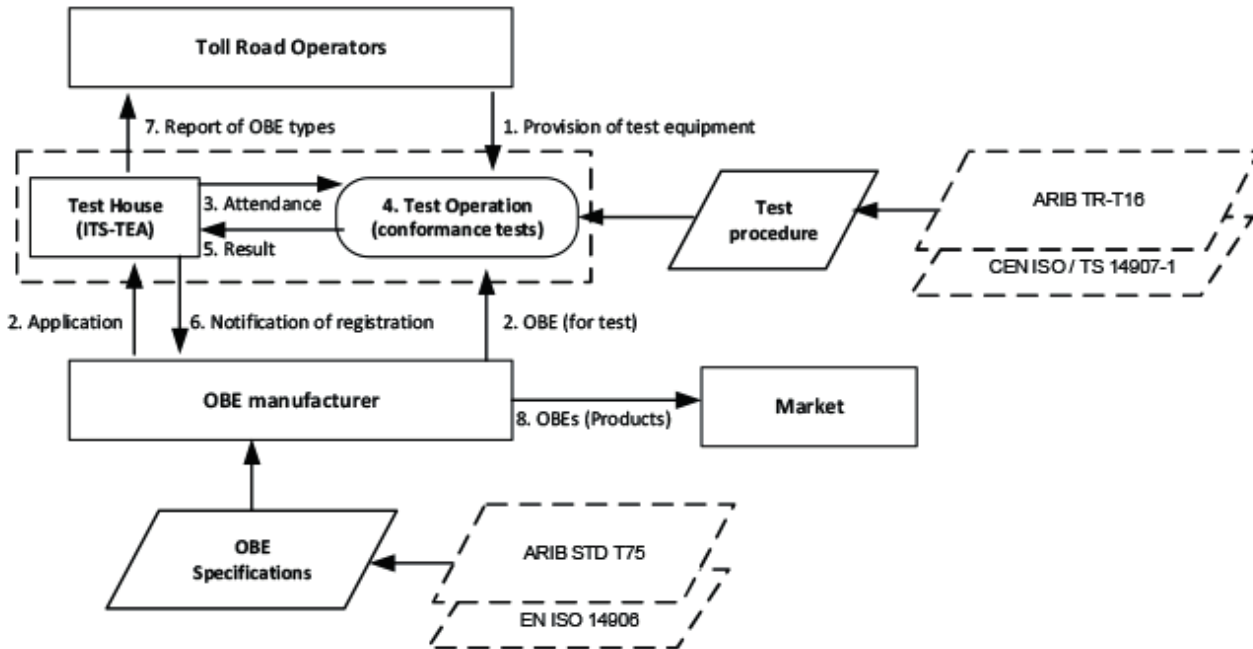 Toll Road Operators
7. Report of OBE types
1. Provision of test equipment
Test House
(ITS-TEA)
3. Attendance
5. Result
4. Test Operation
(conformance tests)
Test
procedure
ARIB TR-T16
CEN ISO / TS 14907-1
2. Application
6. Notification of registration
2. OBE (for test)
OBE manufacturer
8. OBEs (Products)
Market
OBE
Specifications
ARIB STD T75
EN ISO 14906